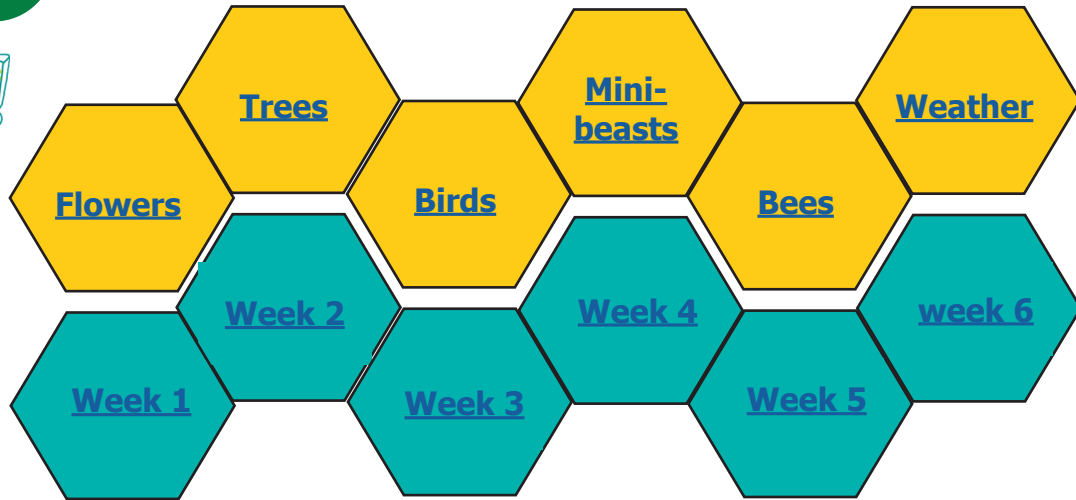 Flowers
Trees
Birds
Mini-
beasts
Bees
Weather
Week 1
Week 2
Week 3
Week 4
Week 5
week 6